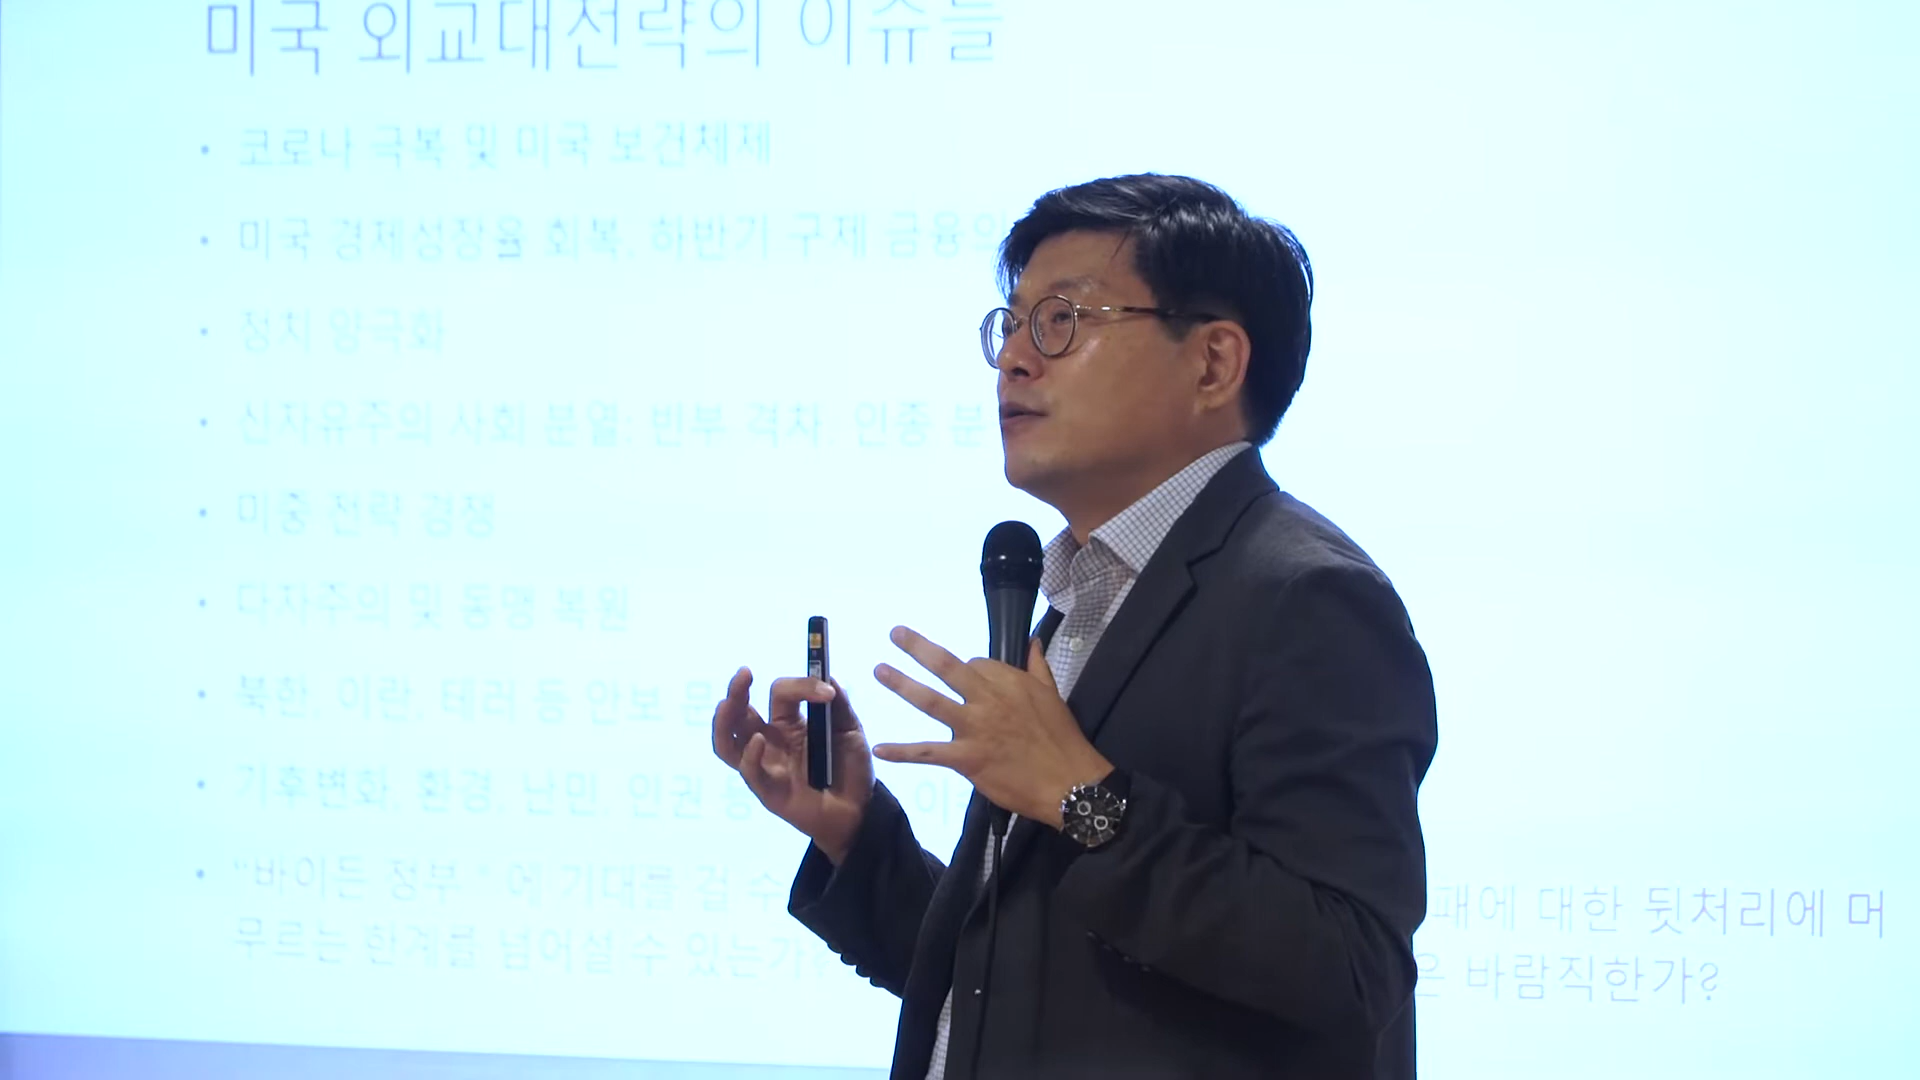 미국 외교대전략의 이슈들
• 코로나 극복 및 미국 보건체제
• 미국 경제성장율 회복, 하반기 구제 금융의
• 정치 양극화
• 신자유주의 사회 분열: 빈부 격차, 인종 분
• 미중 전략 경쟁
• 다자주의 및 동맹 복원
• 북한, 이란, 테러 등 안보 문
• 기후변화, 환경, 난민, 인권 등 이슈
• “바이든 정부 ” 에 기대를 걸 수 패에 대한 뒷처리에 머
무르는 한계를 넘어설 수 있는가? 은 바람직한가?